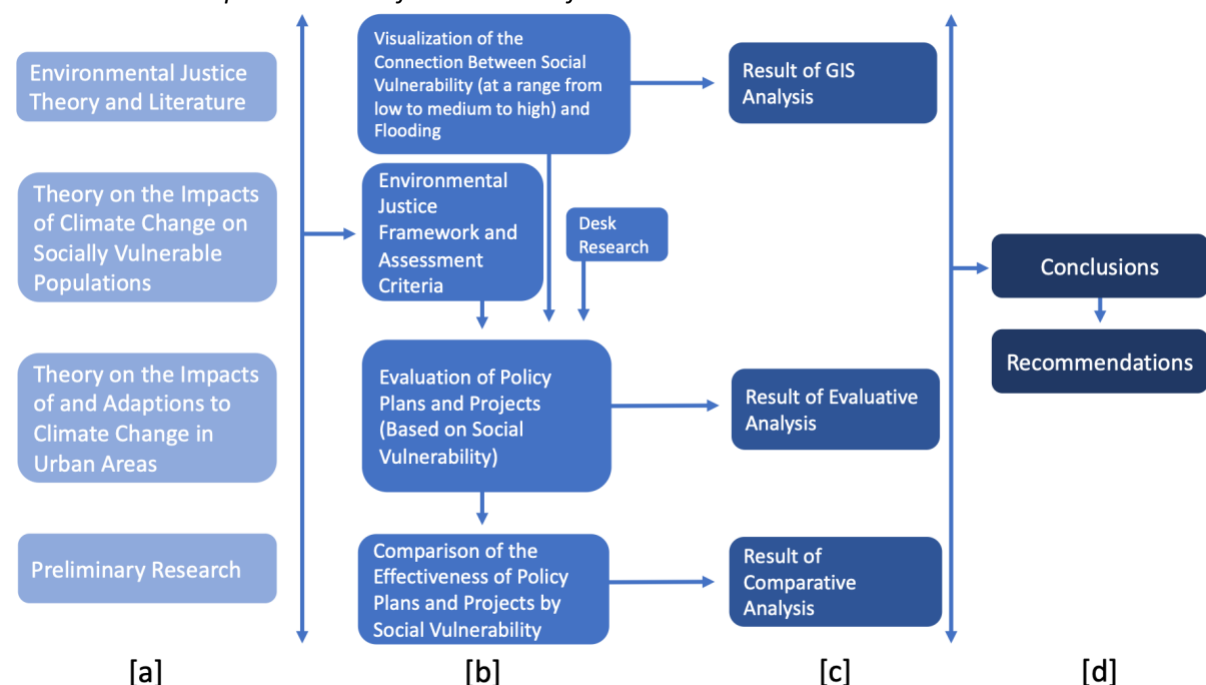 Environmental Justice
Theory and Literature
Theory on the Impacts
of Climate Change on
Socially Vulnerable
Populations
Theory on the Impacts
of and Adaptions to
Climate Change in
Urban Areas
Preliminary Research
[a]
Visualization of the
Connection Between Social
Vulnerability (at a range from
low to medium to high) and
Flooding
Environmental
Justice
Framework and
Assessment
Criteria
Desk
Research
Evaluation of Policy
Plans and Projects
(Based on Social
Vulnerability)
Comparison of the
Effectiveness of Policy
Plans and Projects by
Social Vulnerability
[b]
Result of GIS
Analysis
Result of Evaluative
Analysis
Result of
Comparative
Analysis
[c]
Conclusions
Recommendations
[d]